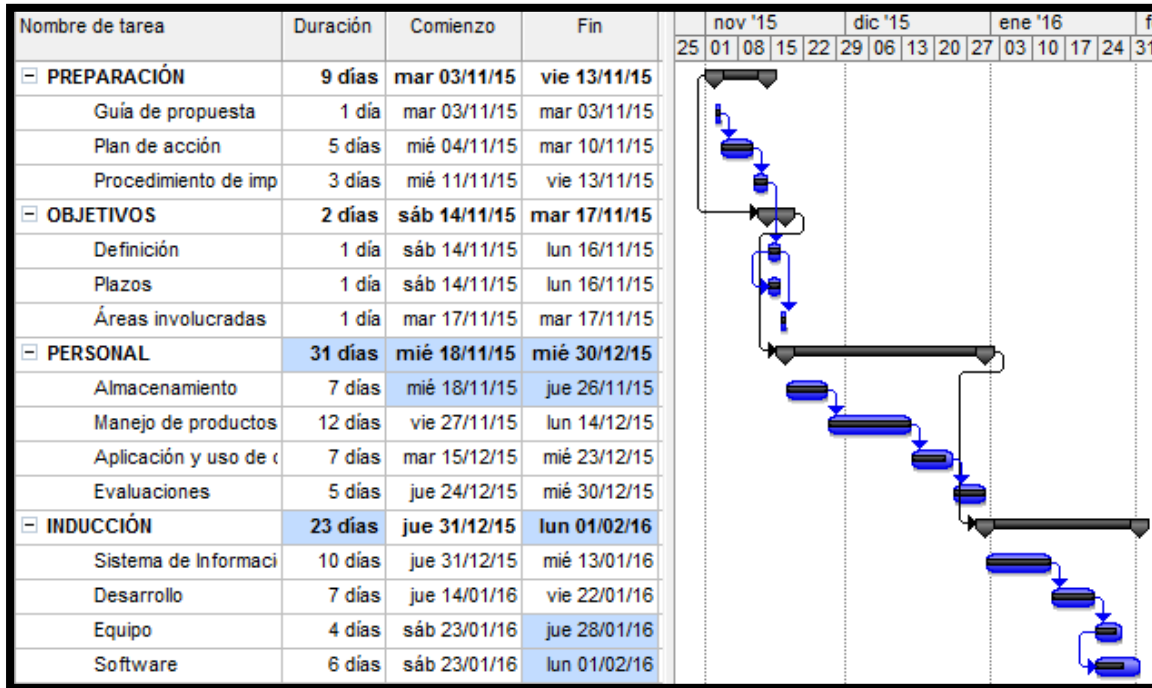 Nombre de tarea Duración Comienzo Fin nov '15 dic '15 ene '16 f
25 01 08 15 22 29 06 13 20 27 03 10 17 24 31
PREPARACIÓN 9 días mar 03/11/15 vie 13/11/15
Guía de propuesta 1 día mar 03/11/15 mar 03/11/15
Plan de acción 5 días mié 04/11/15 mar 10/11/15
Procedimiento de imp 3 días mié 11/11/15 vie 13/11/15
OBJETIVOS 2 días sáb 14/11/15 mar 17/11/15
Definición 1 día sáb 14/11/15 lun 16/11/15
Plazos 1 día sáb 14/11/15 lun 16/11/15
Áreas involucradas 1 día mar 17/11/15 mar 17/11/15
PERSONAL 31 días mié 18/11/15 mié 30/12/15
Almacenamiento 7 días mié 18/11/15 jue 26/11/15
Manejo de productos 12 días vie 27/11/15 lun 14/12/15
Aplicación y uso de 7 días mar 15/12/15 mié 23/12/15
Evaluaciones 5 días jue 24/12/15 mié 30/12/15
INDUCCIÓN 23 días jue 31/12/15 lun 01/02/16
Sistema de Informaci 10 días jue 31/12/15 mié 13/01/16
Desarrollo 7 días jue 14/01/16 vie 22/01/16
Equipo 4 días sáb 23/01/16 jue 28/01/16
Software 6 días sáb 23/01/16 lun 01/02/16